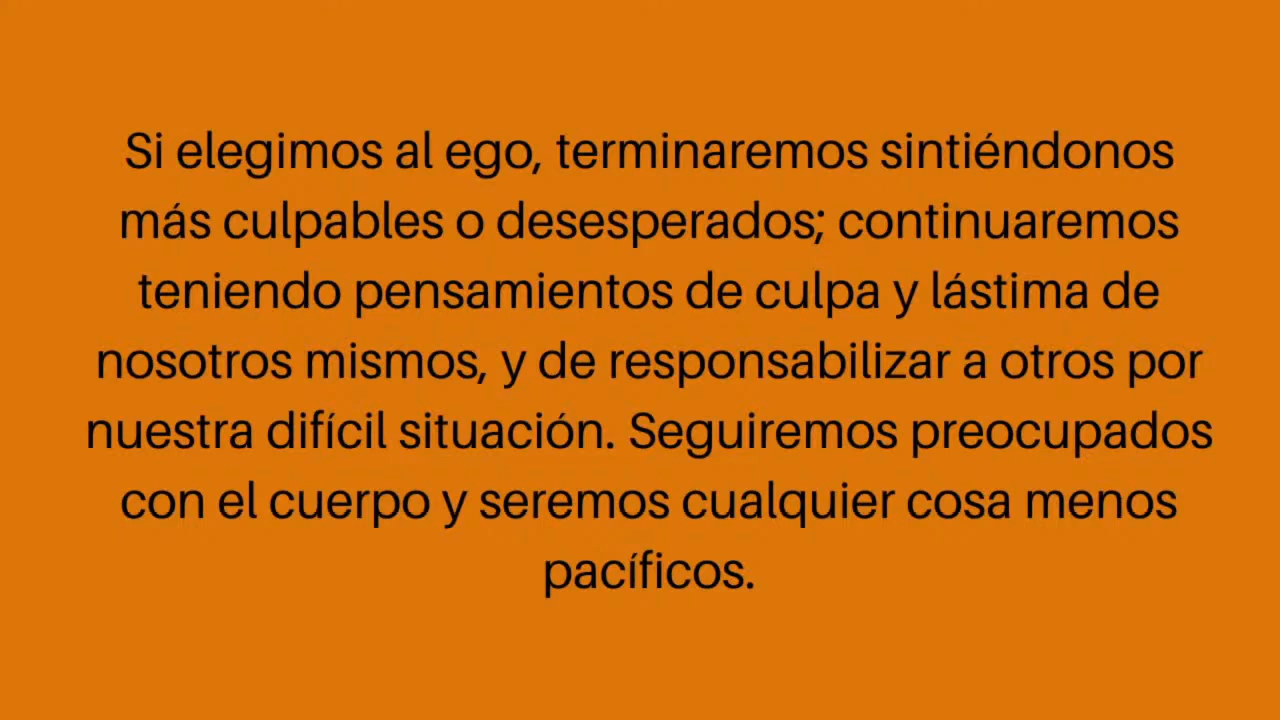 Si elegimos al ego, terminaremos sintiéndonos
más culpables o desesperados; continuaremos
teniendo pensamientos de culpa y lástima de
nosotros mismos, y de responsabilizar a otros por
nuestra difícil situación. Seguiremos preocupados
con el cuerpo y seremos cualquier cosa menos
pacíficos.